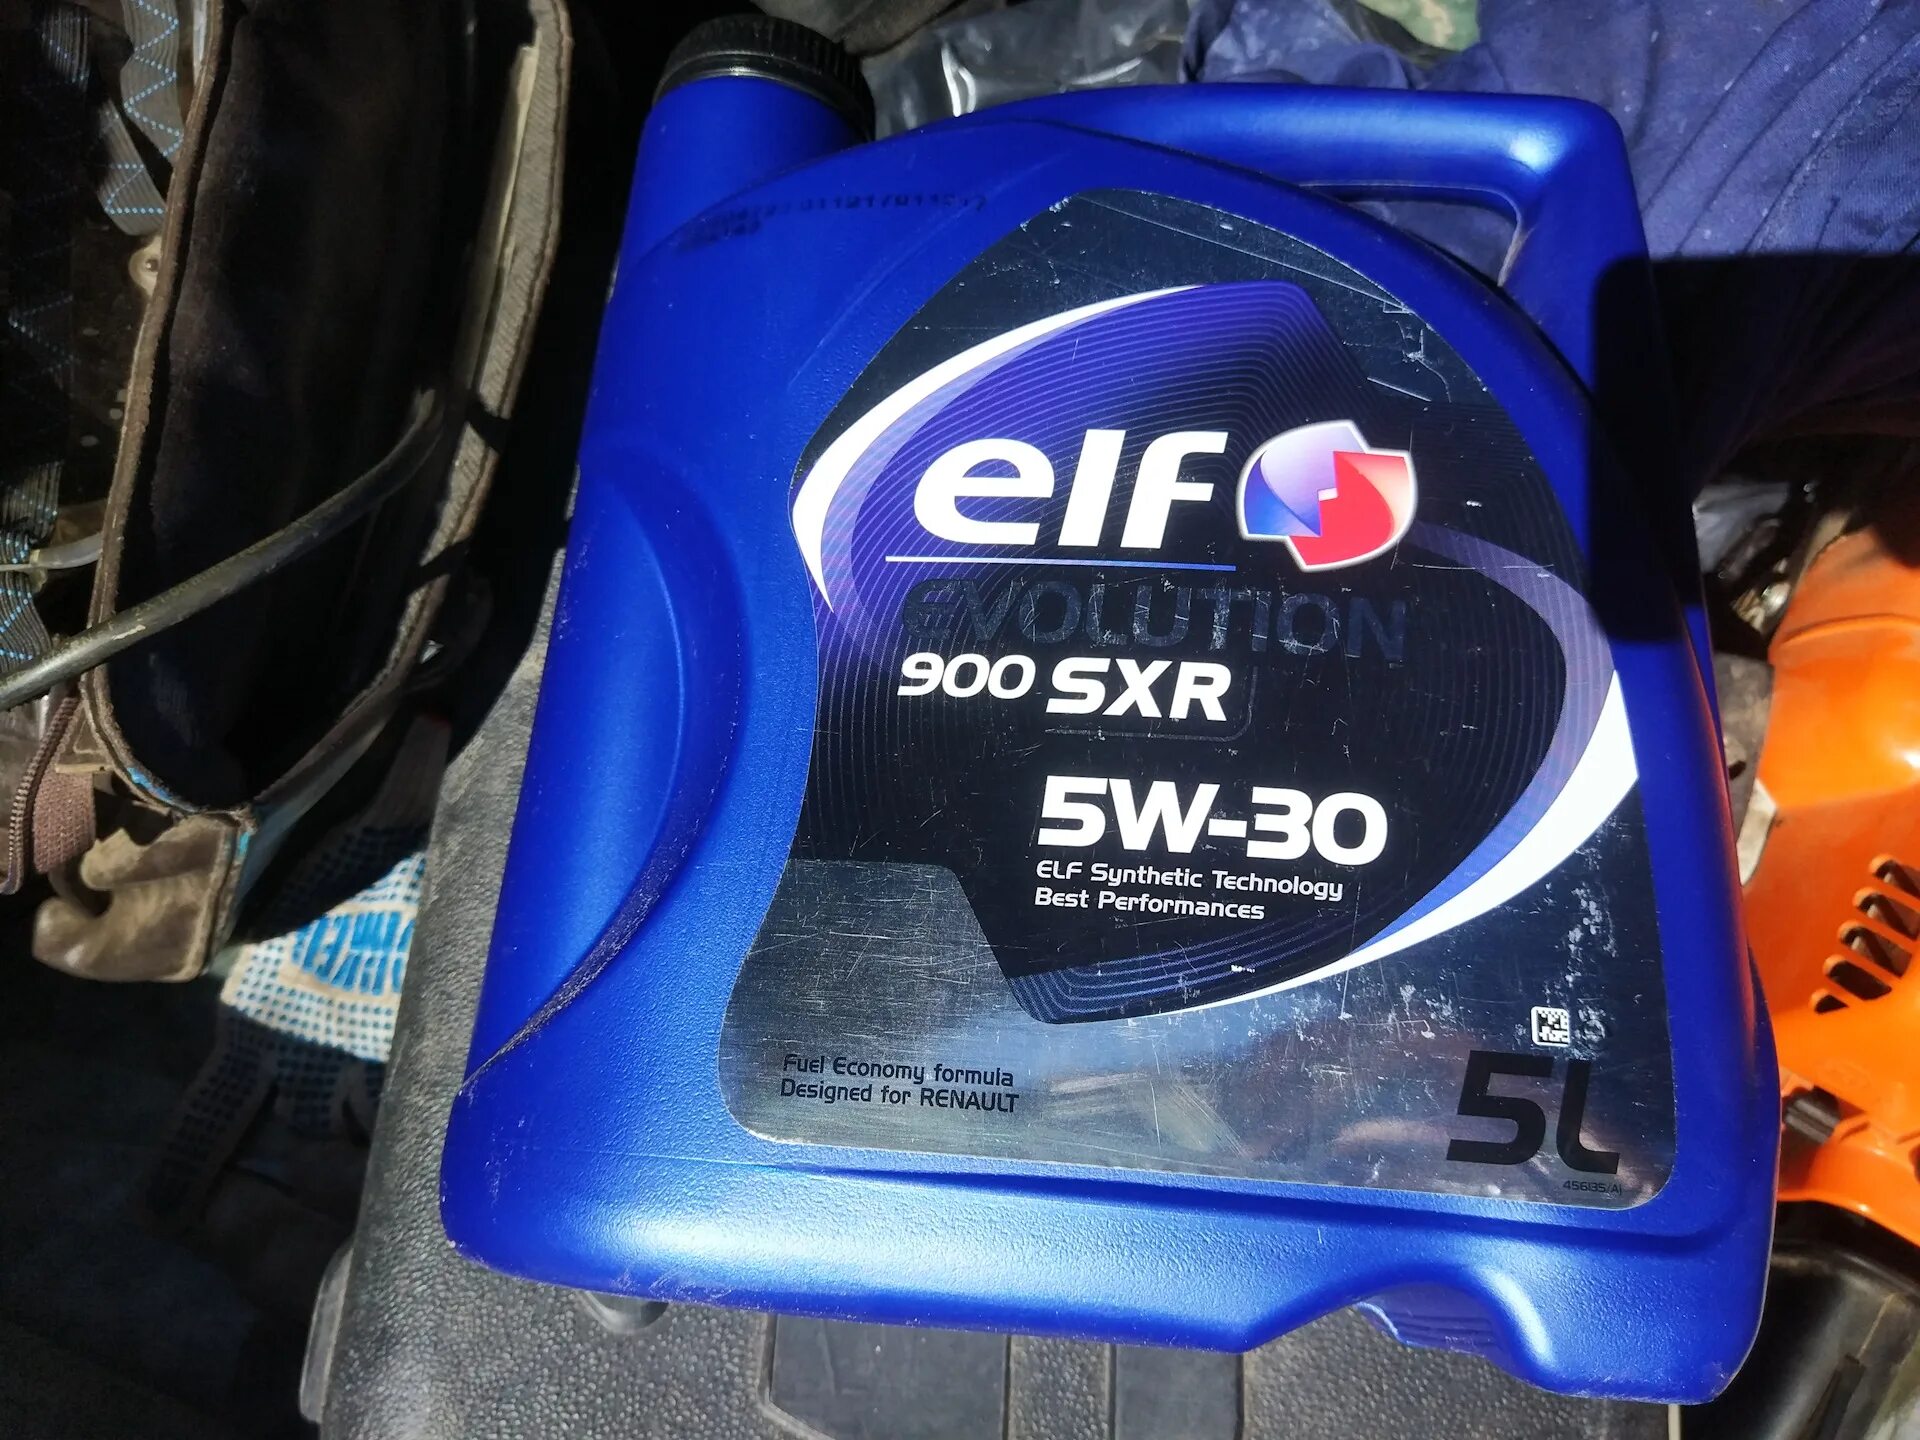 elf
EVOLUTION
900 SXR
5W-30
ELF Synthetic Technology
Best Performances
Fuel Economy formula
Designed for RENAULT
5L